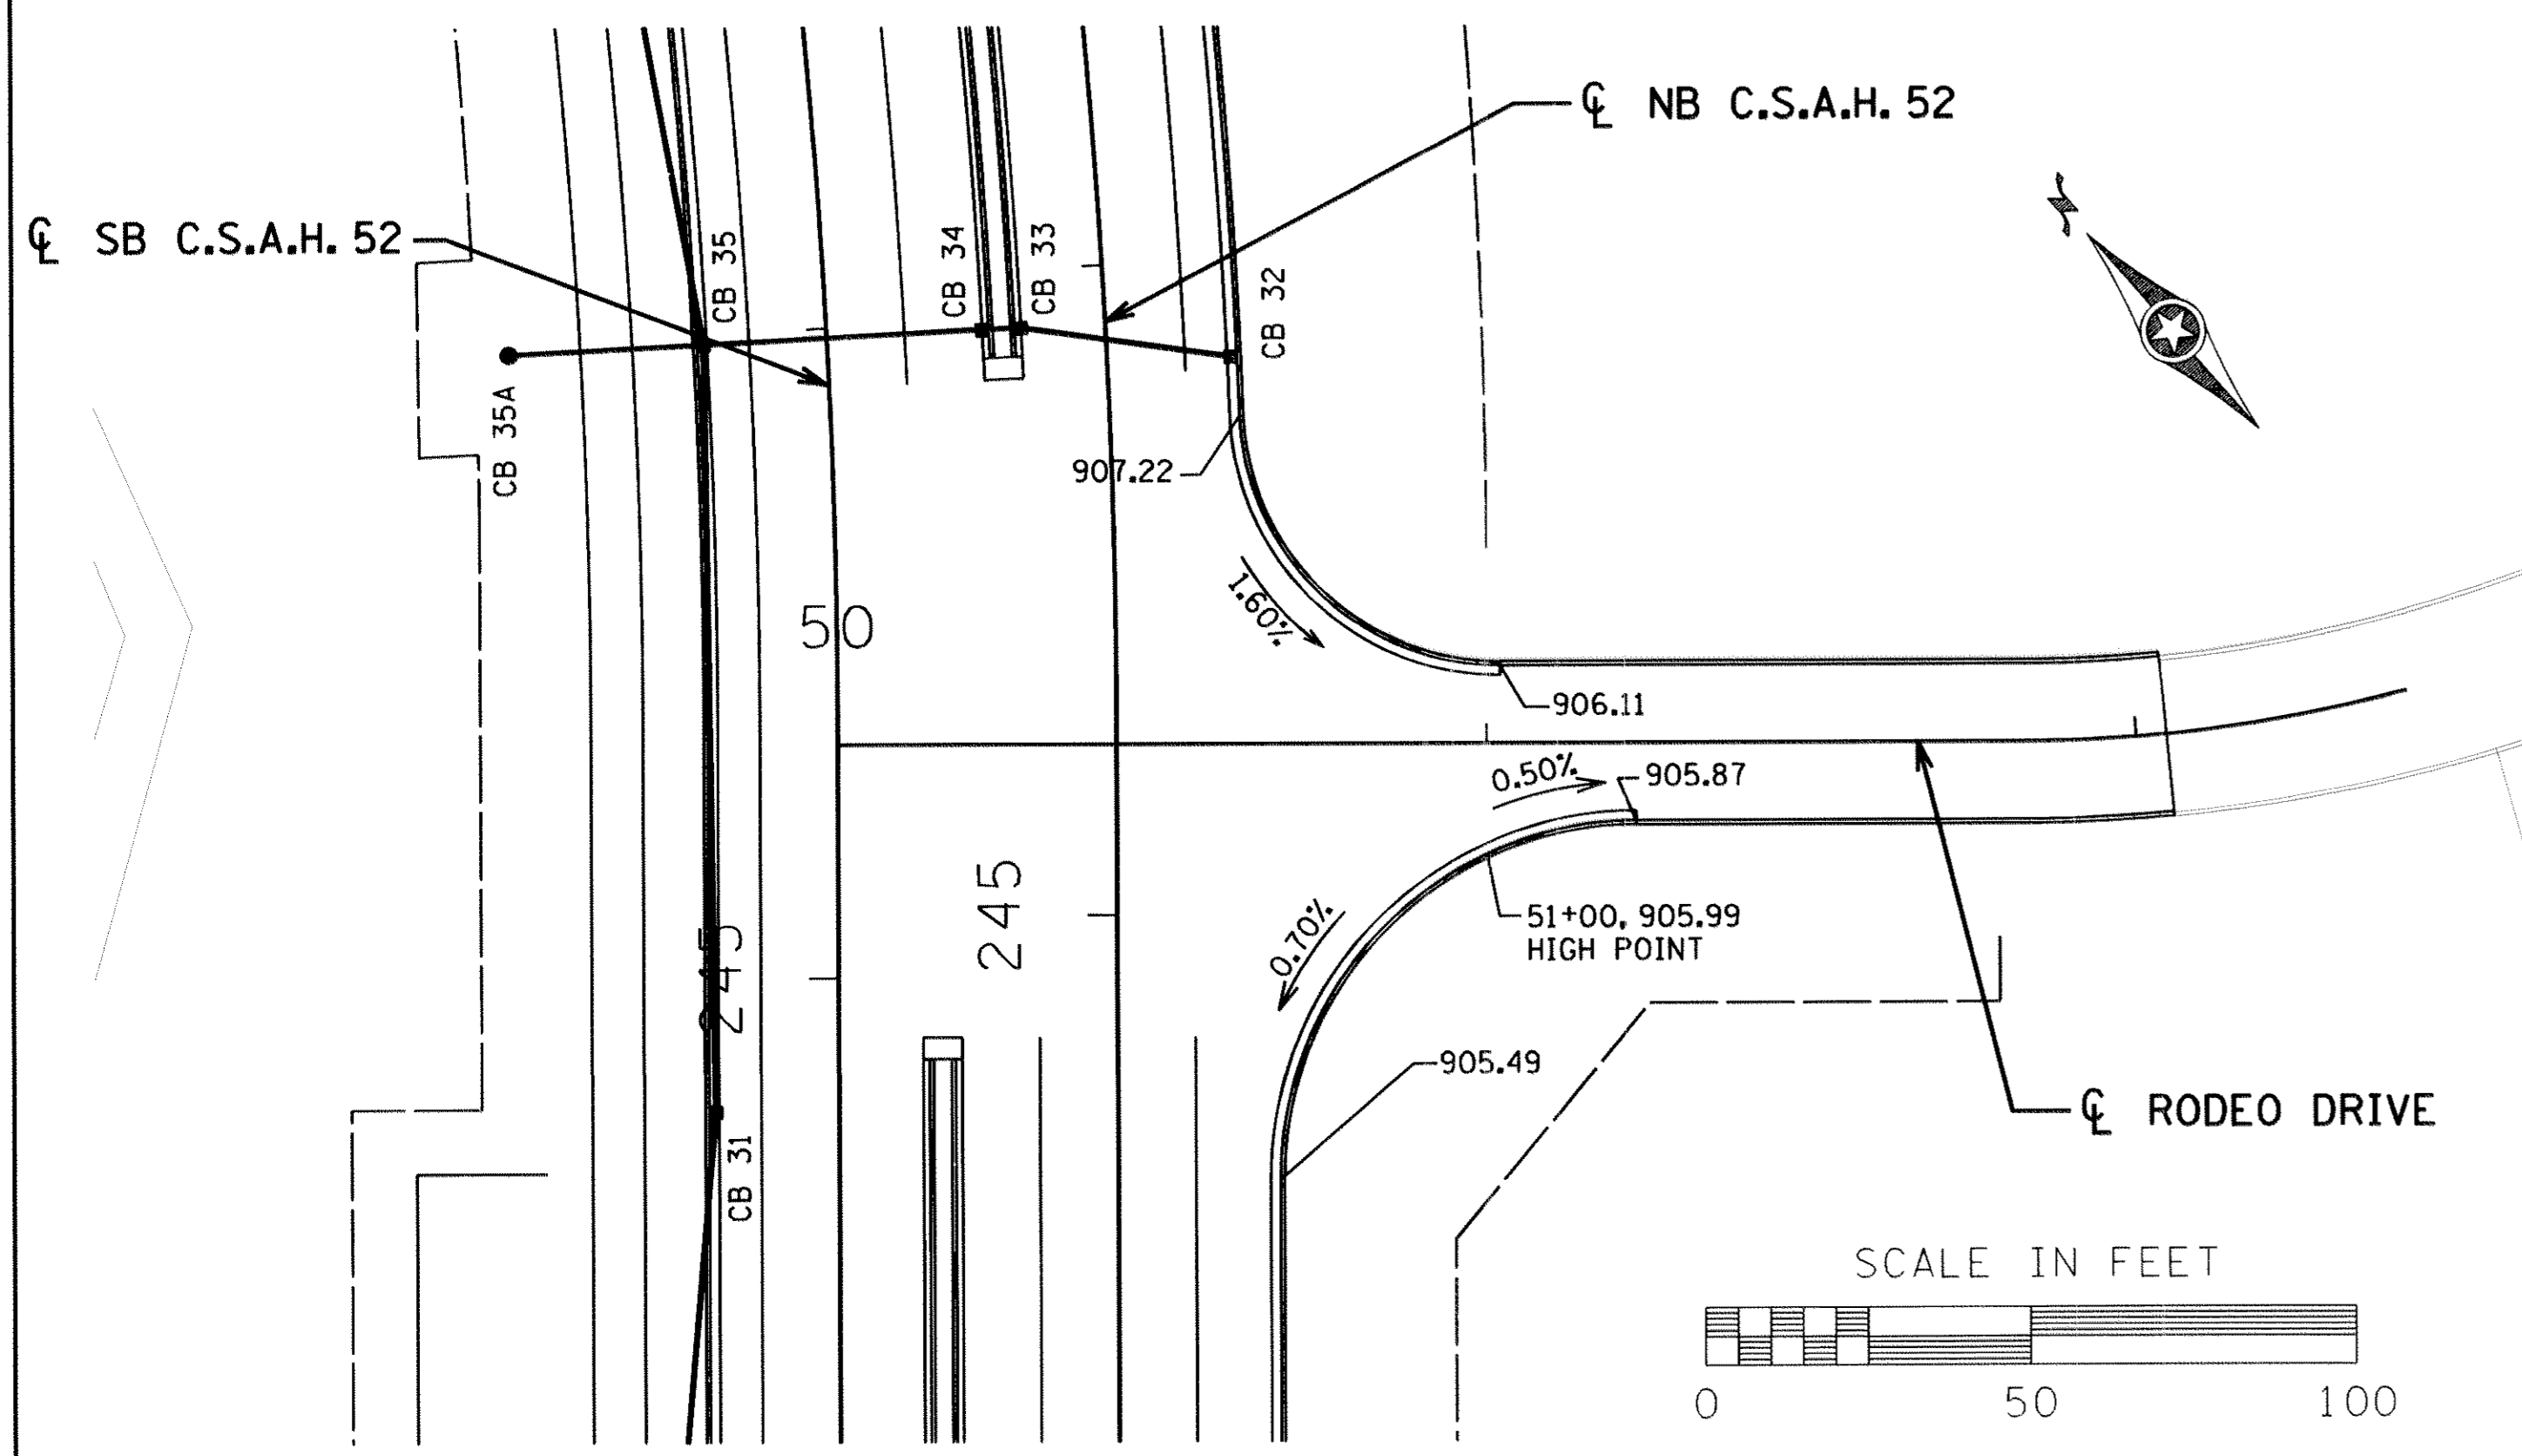 ℄ NB C.S.A.H. 52
℄ SB C.S.A.H. 52
N
CB 35
CB 34
CB 33
CB 32
CB 35A
907.22
1.60%
50
906.11
0.50%
905.87
245
51+00, 905.99
HIGH POINT
0.70%
245
905.49
℄ RODEO DRIVE
CB 31
SCALE IN FEET
0 50 100